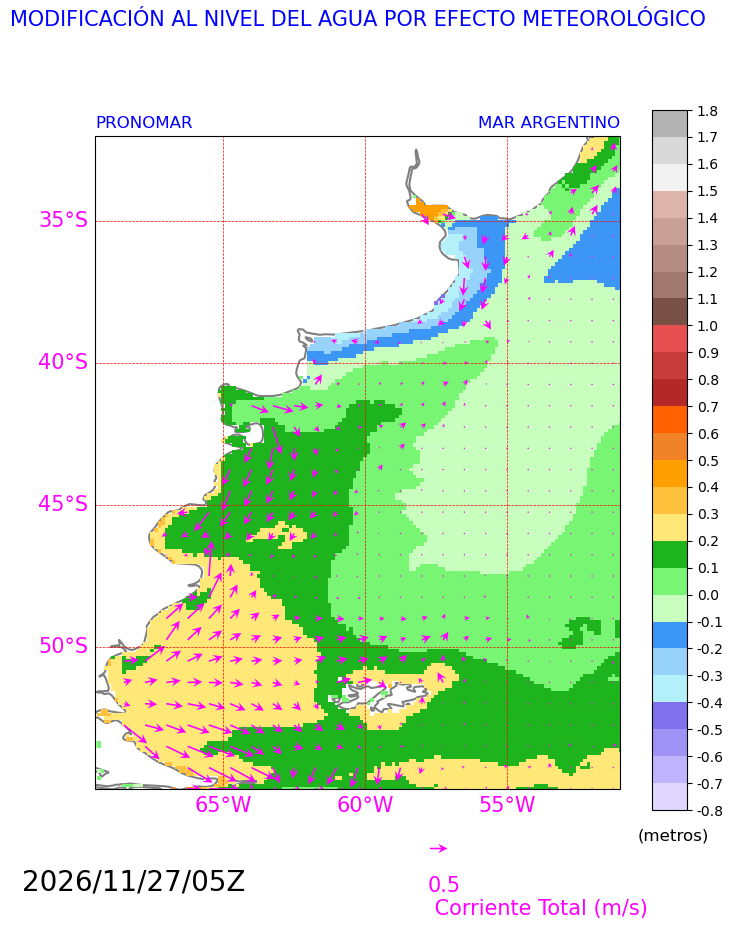 MODIFICACIÓN AL NIVEL DEL AGUA POR EFECTO METEOROLÓGICO
PRONOMAR MAR ARGENTINO
35°S
40°S
45°S
50°S
65°W 60°W 55°W
1.8
1.7
1.6
1.5
1.4
1.3
1.2
1.1
1.0
0.9
0.8
0.7
0.6
0.5
0.4
0.3
0.2
0.1
0.0
-0.1
-0.2
-0.3
-0.4
-0.5
-0.6
-0.7
-0.8
(metros)
2026/11/27/05Z
0.5
Corriente Total (m/s)